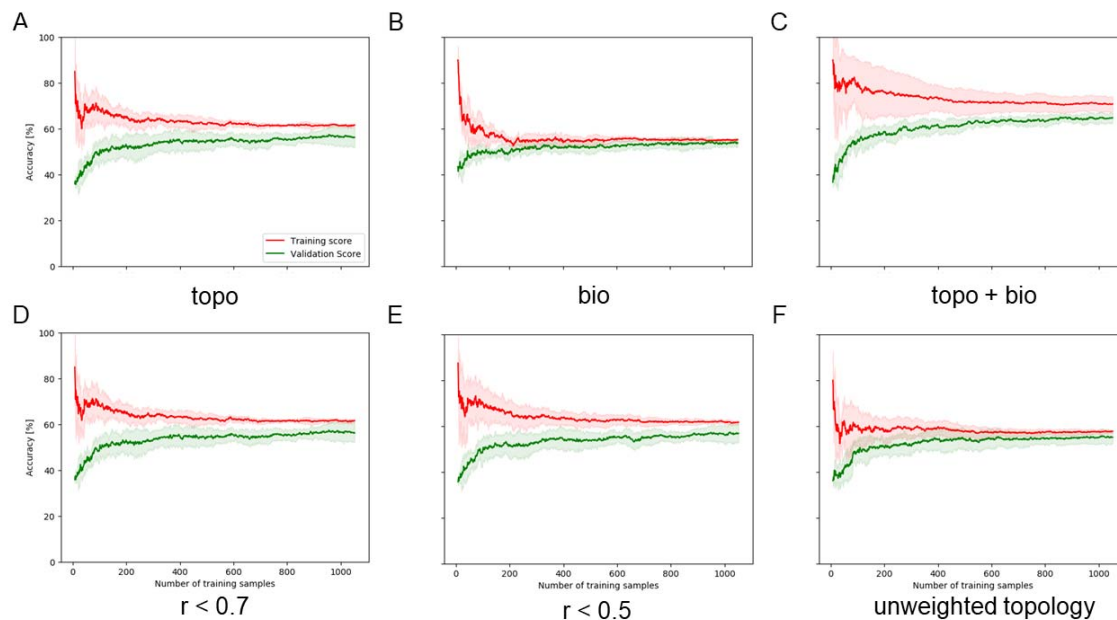 A
B
C
100
80
60
40
20
0
Accuracy [%]
Training score
Validation Score
topo
bio
topo + bio
D
E
F
100
80
60
40
20
0
Accuracy [%]
0 200 400 600 800 1000
0 200 400 600 800 1000
0 200 400 600 800 1000
Number of training samples
Number of training samples
Number of training samples
r < 0.7
r < 0.5
unweighted topology